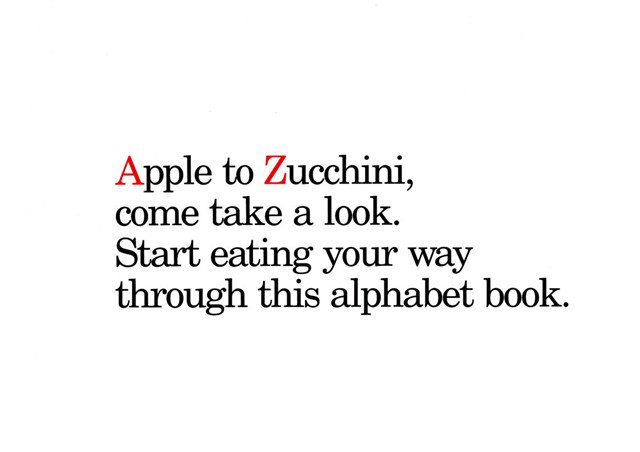 Apple to Zucchini,
come take a look.
Start eating your way
through this alphabet book.